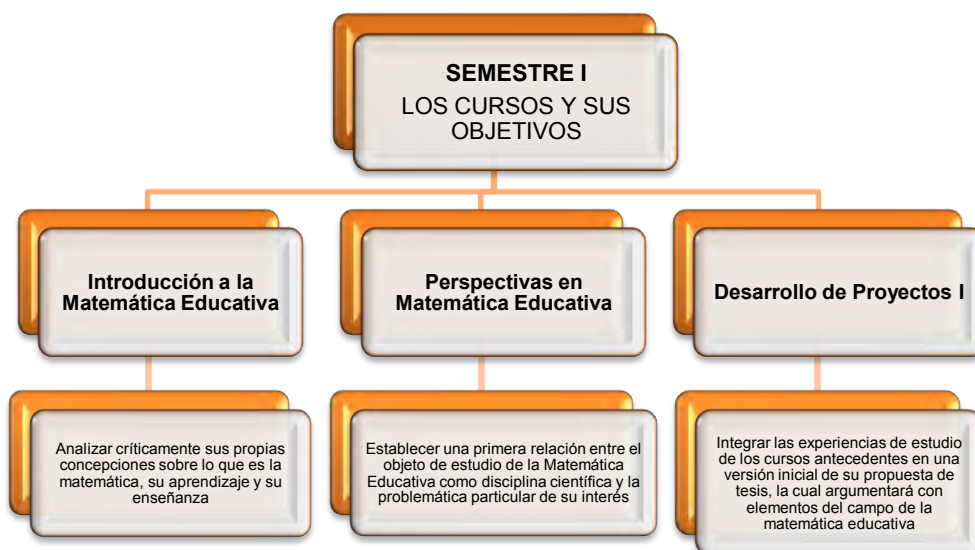 SEMESTRE I
LOS CURSOS Y SUS
OBJETIVOS
Introducción a la
Matemática Educativa
Perspectivas en
Matemática Educativa
Desarrollo de Proyectos I
Analizar críticamente sus propias
concepciones sobre lo que es la
matemática, su aprendizaje y su
enseñanza
Establecer una primera relación entre el
objeto de estudio de la Matemática
Educativa como disciplina científica y la
problemática particular de su interés
Integrar las experiencias de estudio
de los cursos antecedentes en una
versión inicial de su propuesta de
tesis, la cual argumentará con
elementos del campo de la
matemática educativa